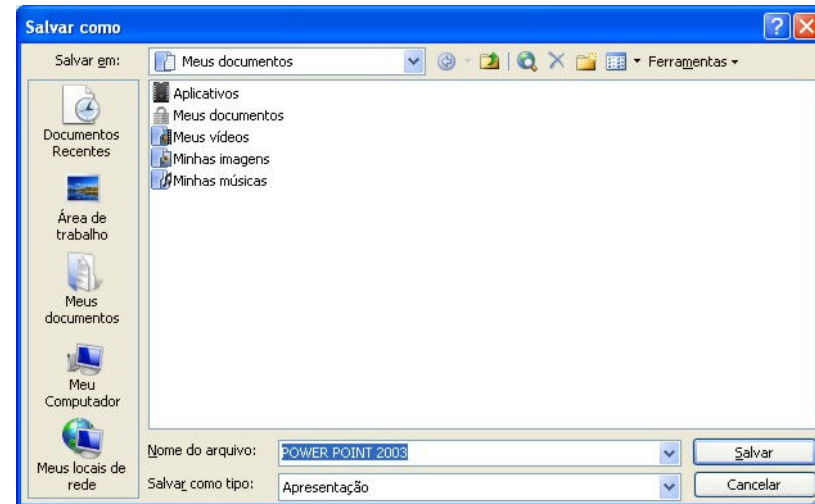 Salvar como
Salvar em:
Meus documentos
Ferramentas
Documentos
Recentes
Área de
trabalho
Meus
documentos
Meu
Computador
Meus locais de
rede
Aplicativos
Meus documentos
Meus vídeos
Minhas imagens
Minhas músicas
Nome do arquivo:
POWER POINT 2003
Salvar
Salvar como tipo:
Apresentação
Cancelar